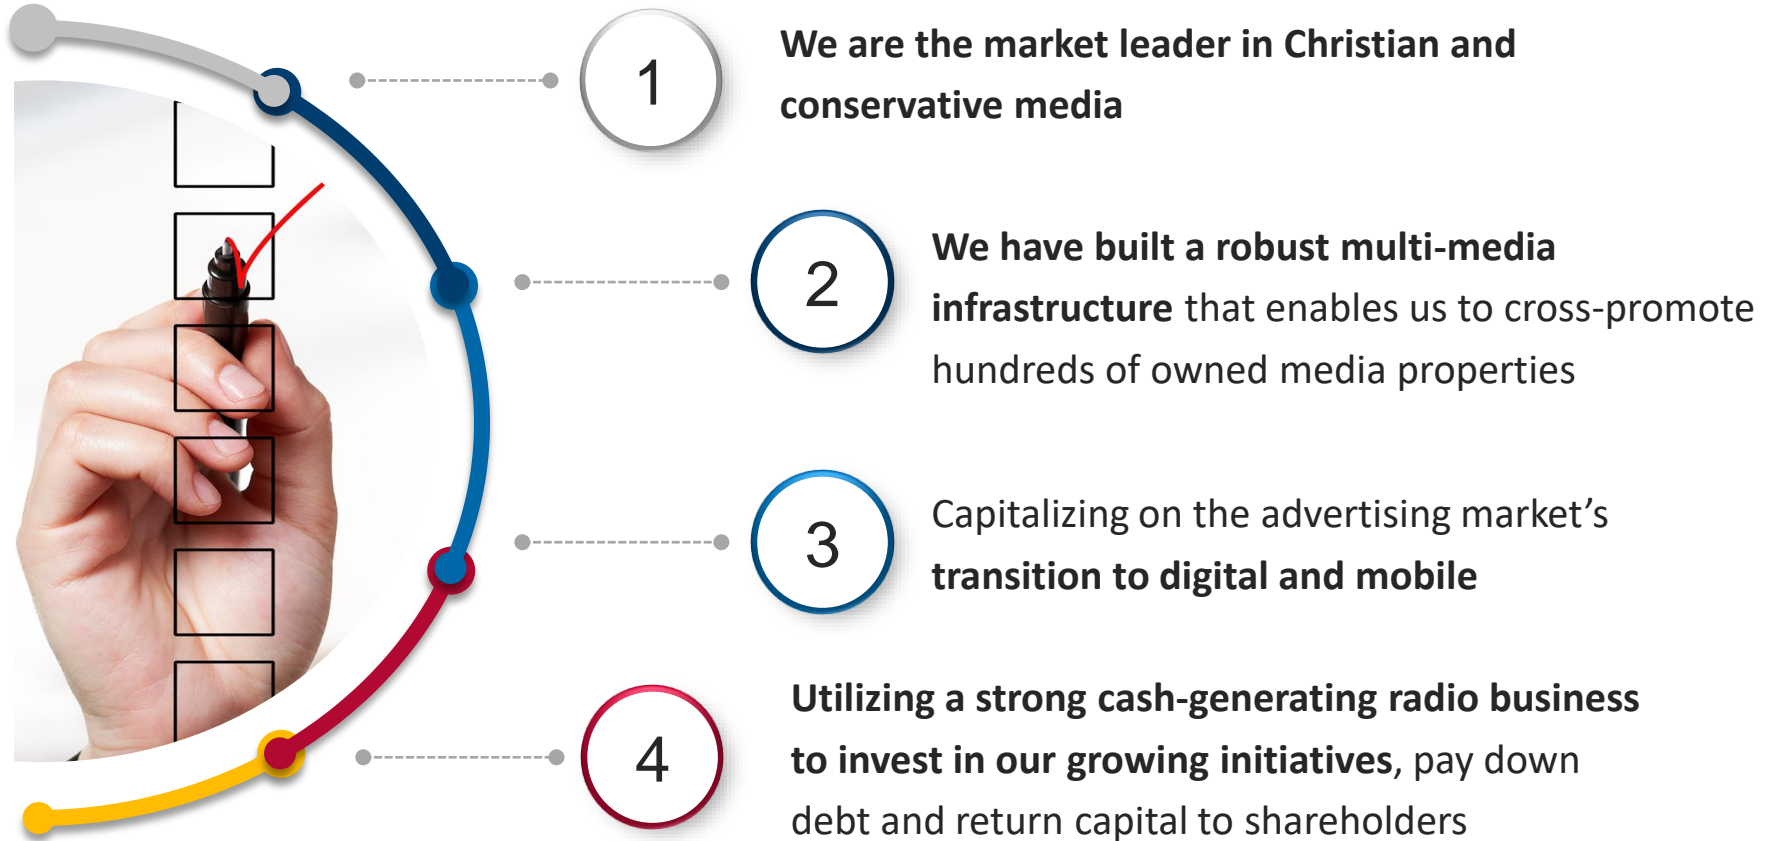 1
We are the market leader in Christian and
conservative media
2
We have built a robust multi-media
infrastructure that enables us to cross-promote
hundreds of owned media properties
3
Capitalizing on the advertising market’s
transition to digital and mobile
4
Utilizing a strong cash-generating radio business
to invest in our growing initiatives, pay down
debt and return capital to shareholders